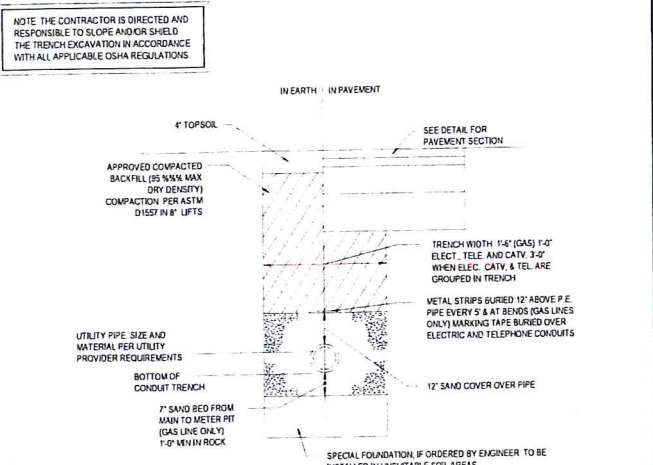 NOTE THE CONTRACTOR IS DIRECTED AND
RESPONSIBLE TO SLOPE AND/OR SHIELD
THE TRENCH EXCAVATION IN ACCORDANCE
WITH ALL APPLICABLE OSHA REGULATIONS.
IN EARTH IN PAVEMENT
4" TOPSOIL
SEE DETAIL FOR
PAVEMENT SECTION
APPROVED COMPACTED
BACKFILL (95 %%% MAX
DRY DENSITY)
COMPACTION PER ASTM
D1557 IN 8" LIFTS
TRENCH WIDTH 1'-6" (GAS) 1'-0"
ELECT., TELE. AND CATV. 3'-0"
WHEN ELEC. CATV, & TEL. ARE
GROUPED IN TRENCH
METAL STRIPS BURIED 12" ABOVE P.E.
PIPE EVERY 5' & AT BENDS (GAS LINES
ONLY) MARKING TAPE BURIED OVER
ELECTRIC AND TELEPHONE CONDUITS
UTILITY PIPE. SIZE AND
MATERIAL PER UTILITY
PROVIDER REQUIREMENTS
BOTTOM OF
CONDUIT TRENCH
12" SAND COVER OVER PIPE
7" SAND BED FROM
MAIN TO METER PIT
(GAS LINE ONLY)
1'-0" MIN IN ROCK.
SPECIAL FOUNDATION, IF ORDERED BY ENGINEER TO BE
INSTALLED IN UNSUITABLE SOIL AREAS